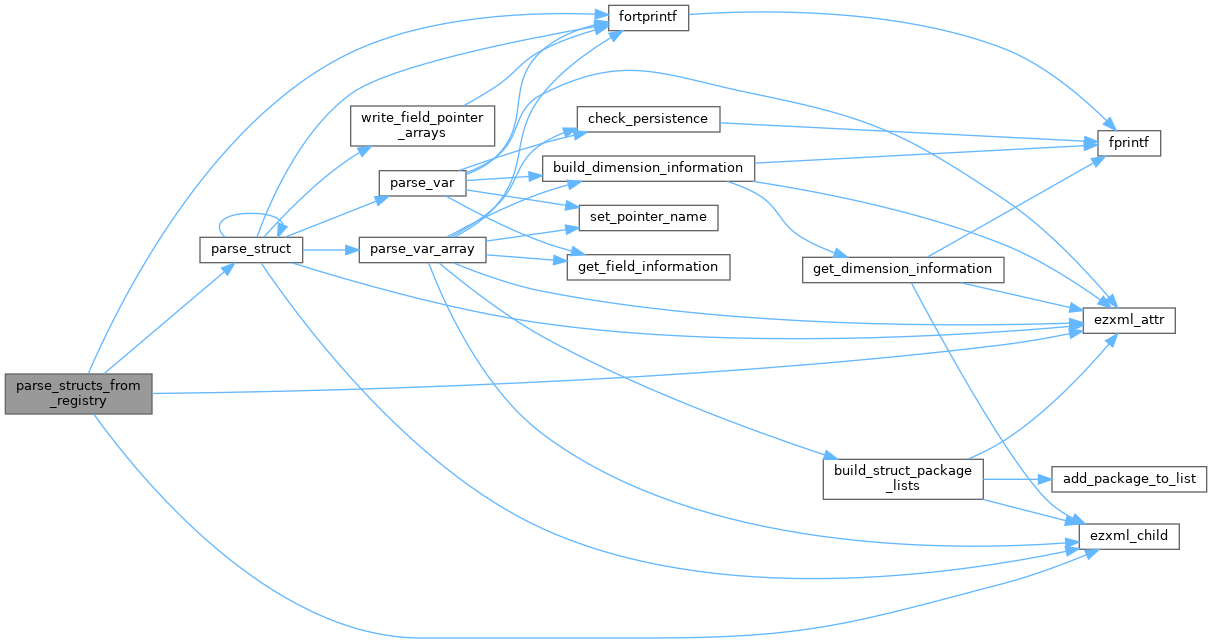 fortprintf
write_field_pointer
_arrays
check_persistence
fprintf
build_dimension_information
parse_var
set_pointer_name
parse_struct
parse_var_array
get_field_information
get_dimension_information
ezxml_attr
parse_structs_from
_registry
build_struct_package
_lists
add_package_to_list
ezxml_child